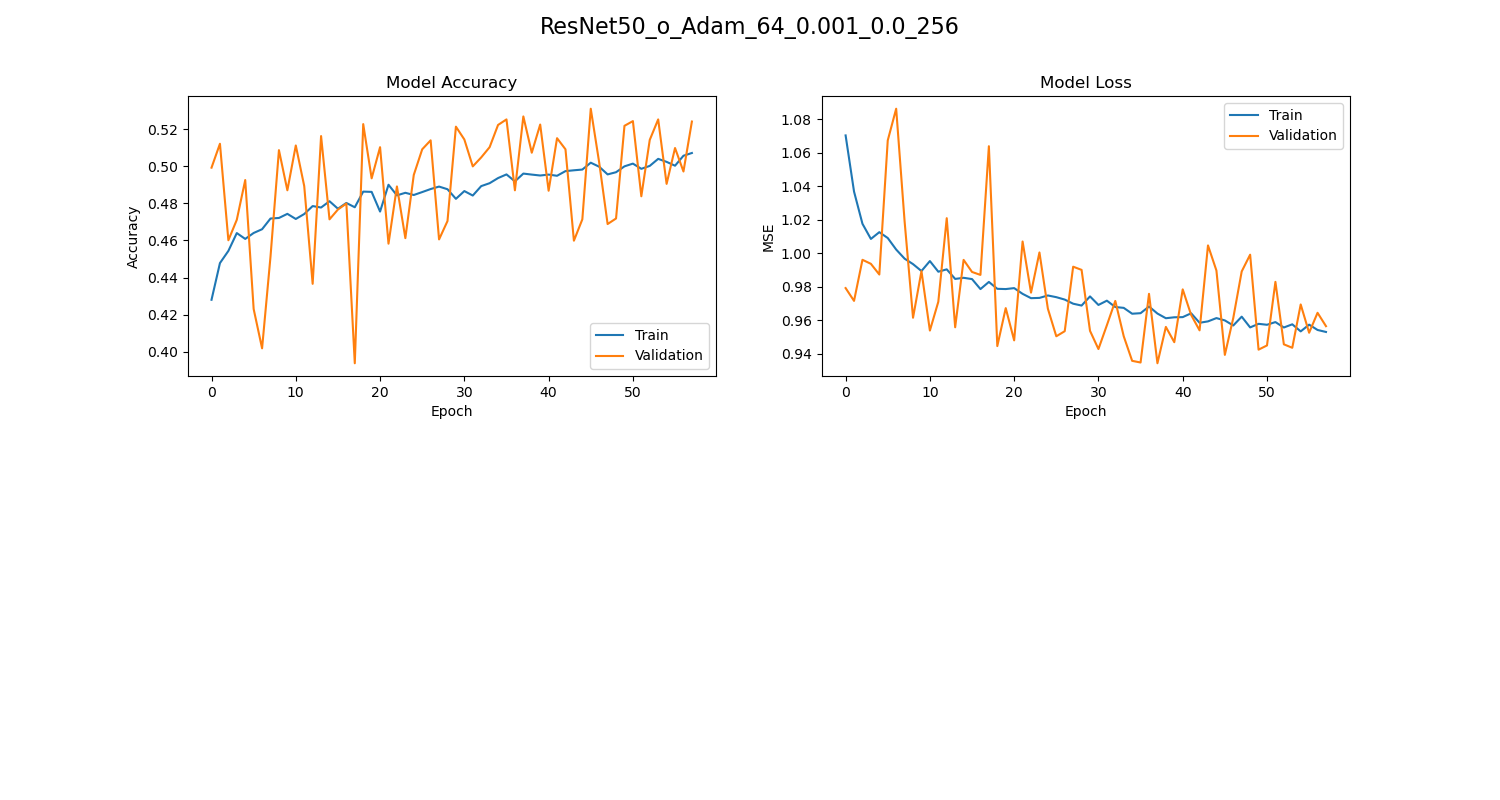 ResNet50_o_Adam_64_0.001_0.0_256
Model Accuracy
Accuracy
0.52
0.50
0.48
0.46
0.44
0.42
0.40
Train
Validation
0 10 20 30 40 50
Epoch
Model Loss
MSE
1.08
1.06
1.04
1.02
1.00
0.98
0.96
0.94
Train
Validation
0 10 20 30 40 50
Epoch